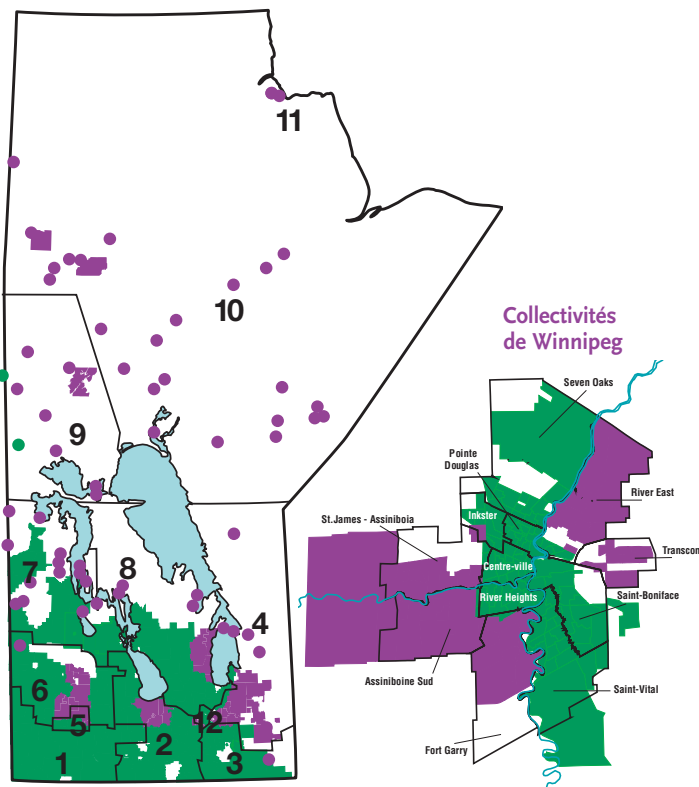 11
10
9
7
8
4
6
5
12
2
1
3
Collectivités
de Winnipeg
Seven Oaks
Pointe
Douglas
River East
Inkster
St.James - Assiniboia
Transcon
Centre-ville
River Heights
Saint-Boniface
Assiniboine Sud
Saint-Vital
Fort Garry